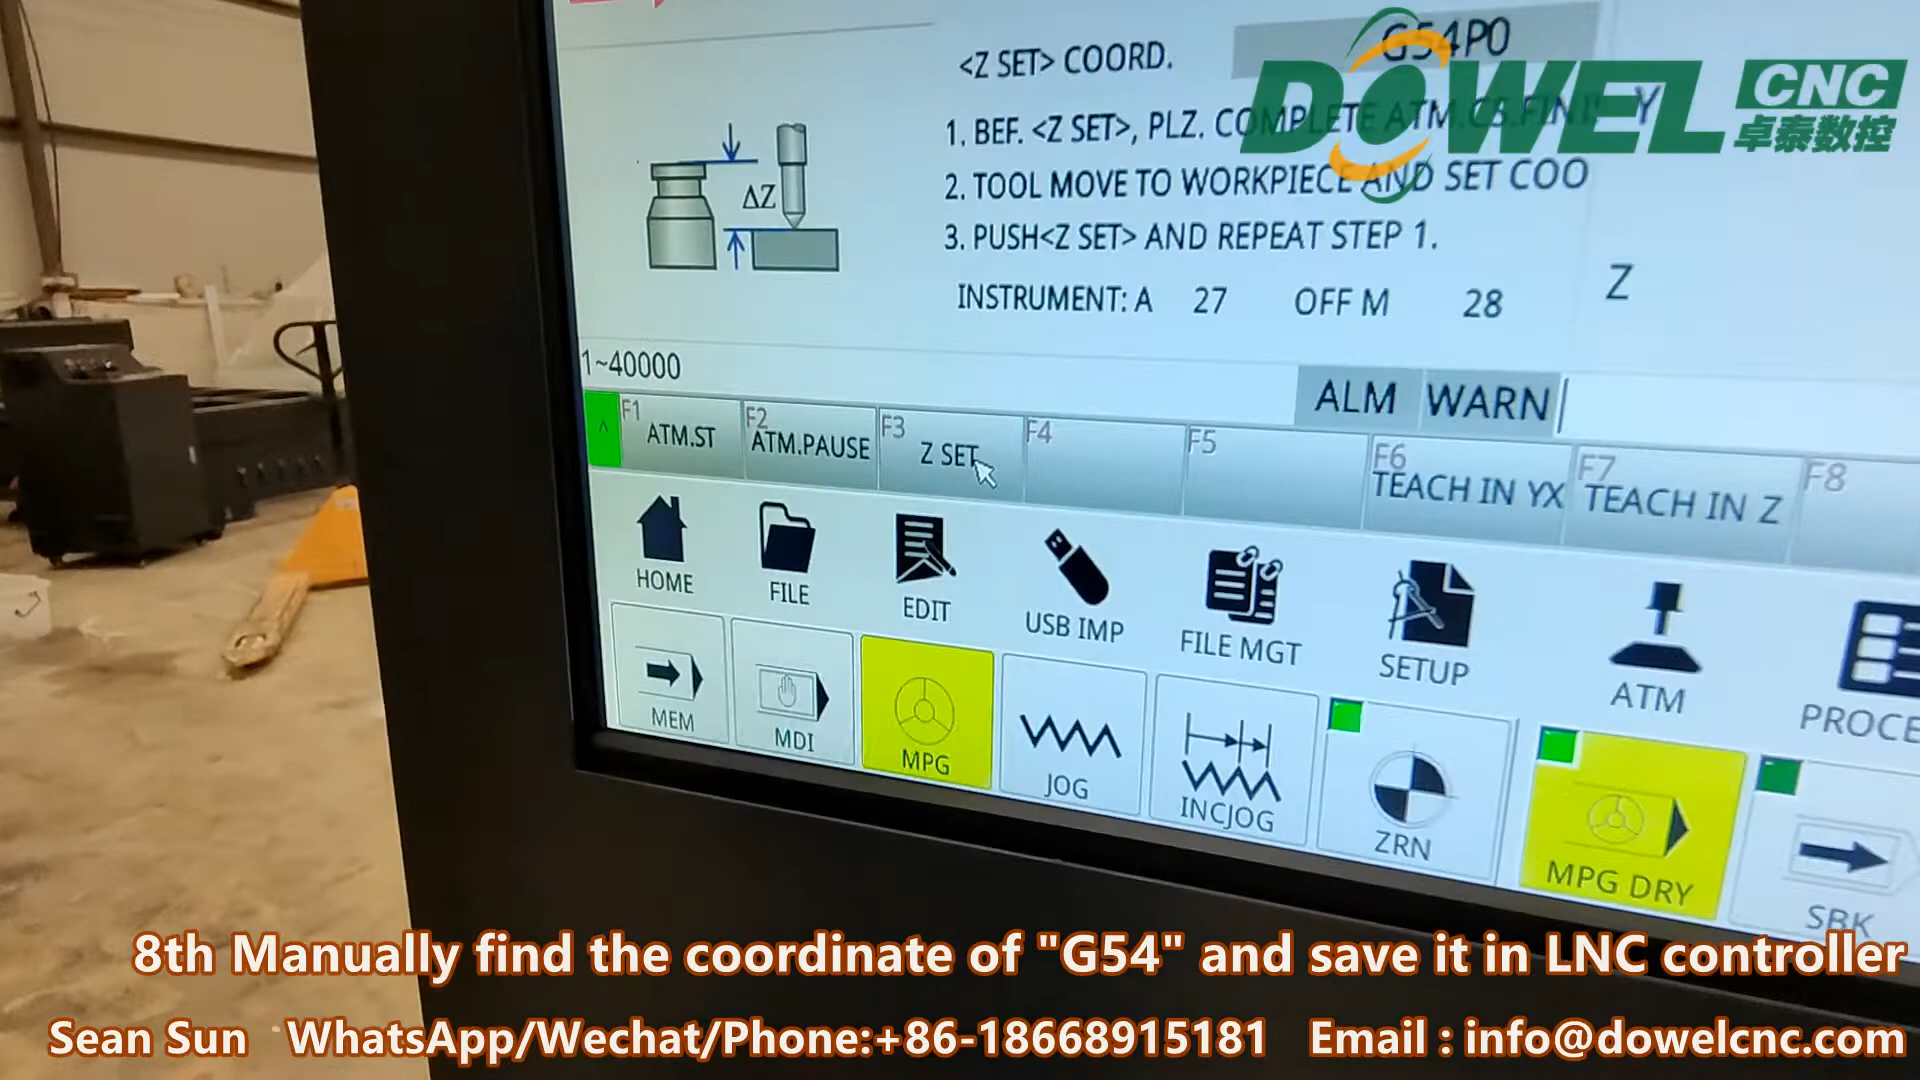 <Z SET> COORD. G54P0
DOWEL CNC
卓泰数控
1. BEF. <Z SET>, PLZ. COMPLETE ATM.CS.FINIS
Y
2. TOOL MOVE TO WORKPIECE AND SET COO
3. PUSH<Z SET> AND REPEAT STEP 1.
ΔZ
INSTRUMENT: A 27 OFF M 28
Z
1~40000
ALM WARN
^
F1 ATM.ST
F2 ATM.PAUSE
F3 Z SET
F4
F5
F6 TEACH IN YX
F7 TEACH IN Z
F8
HOME
FILE
EDIT
USB IMP
FILE MGT
SETUP
ATM
PROCE
MEM
MDI
MPG
JOG
INCJOG
ZRN
MPG DRY
SBK
8th Manually find the coordinate of "G54" and save it in LNC controller
Sean Sun WhatsApp/Wechat/Phone:+86-18668915181 Email : info@dowelcnc.com